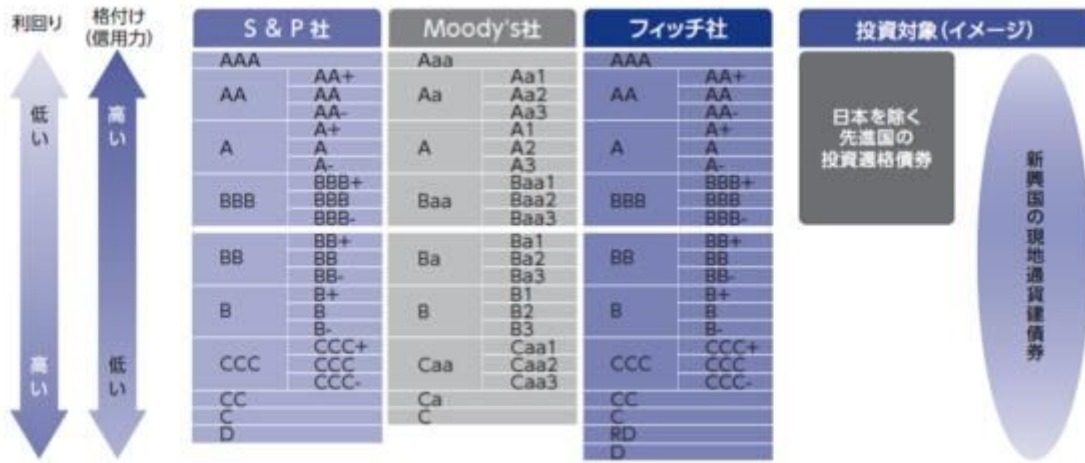 利回り
格付け
(信用力)
低い
高い
高い
低い
S & P 社
AAA
AA
AA+
AA
AA-
A
A+
A
A-
BBB
BBB+
BBB
BBB-
BB
BB+
BB
BB-
B
B+
B
B-
CCC
CCC+
CCC
CCC-
CC
C
D
Moody's社
Aaa
Aa
Aa1
Aa2
Aa3
A
A1
A2
A3
Baa
Baa1
Baa2
Baa3
Ba
Ba1
Ba2
Ba3
B
B1
B2
B3
Caa
Caa1
Caa2
Caa3
Ca
C
フィッチ社
AAA
AA
AA+
AA
AA-
A
A+
A
A-
BBB
BBB+
BBB
BBB-
BB
BB+
BB
BB-
B
B+
B
B-
CCC
CCC+
CCC
CCC-
CC
C
RD
D
投資対象(イメージ)
日本を除く
先進国の
投資適格債券
新興国の現地通貨建債券